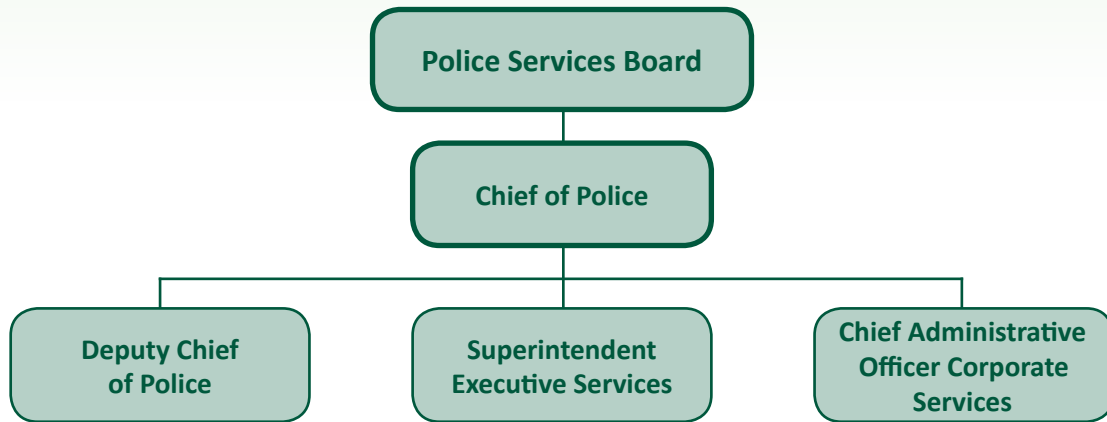 Police Services Board
Chief of Police
Deputy Chief
of Police
Superintendent
Executive Services
Chief Administrative
Officer Corporate
Services